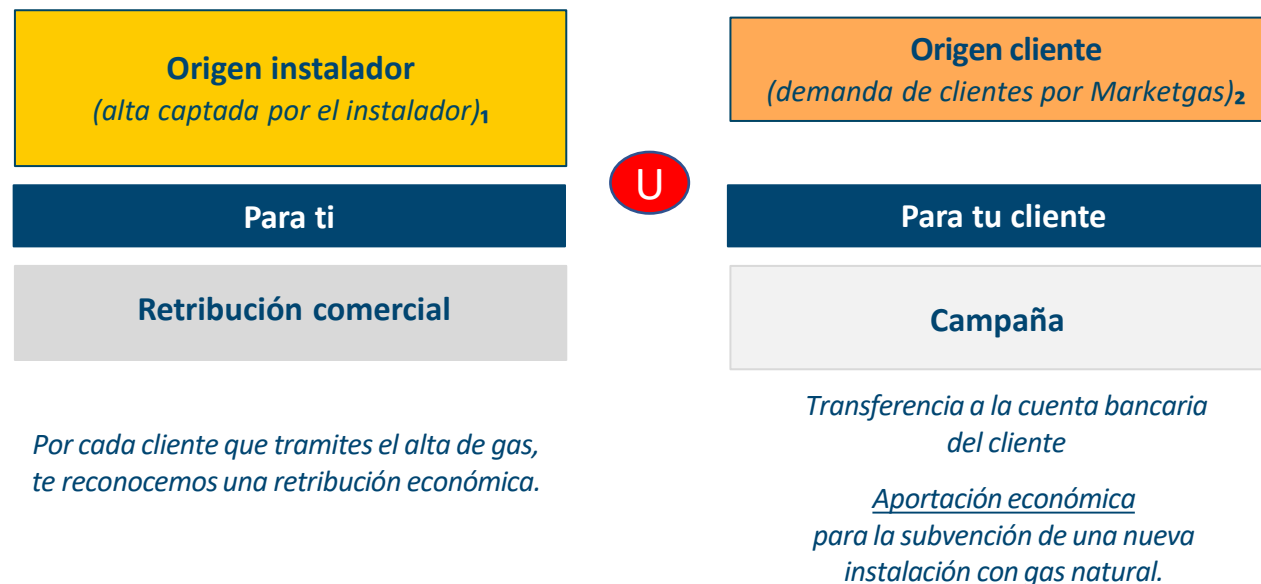 Origen instalador
(alta captada por el instalador)₁
Para ti
Retribución comercial
Por cada cliente que tramites el alta de gas,
te reconocemos una retribución económica.
U
Origen cliente
(demanda de clientes por Marketgas)₂
Para tu cliente
Campaña
Transferencia a la cuenta bancaria
del cliente
Aportación económica
para la subvención de una nueva
instalación con gas natural.